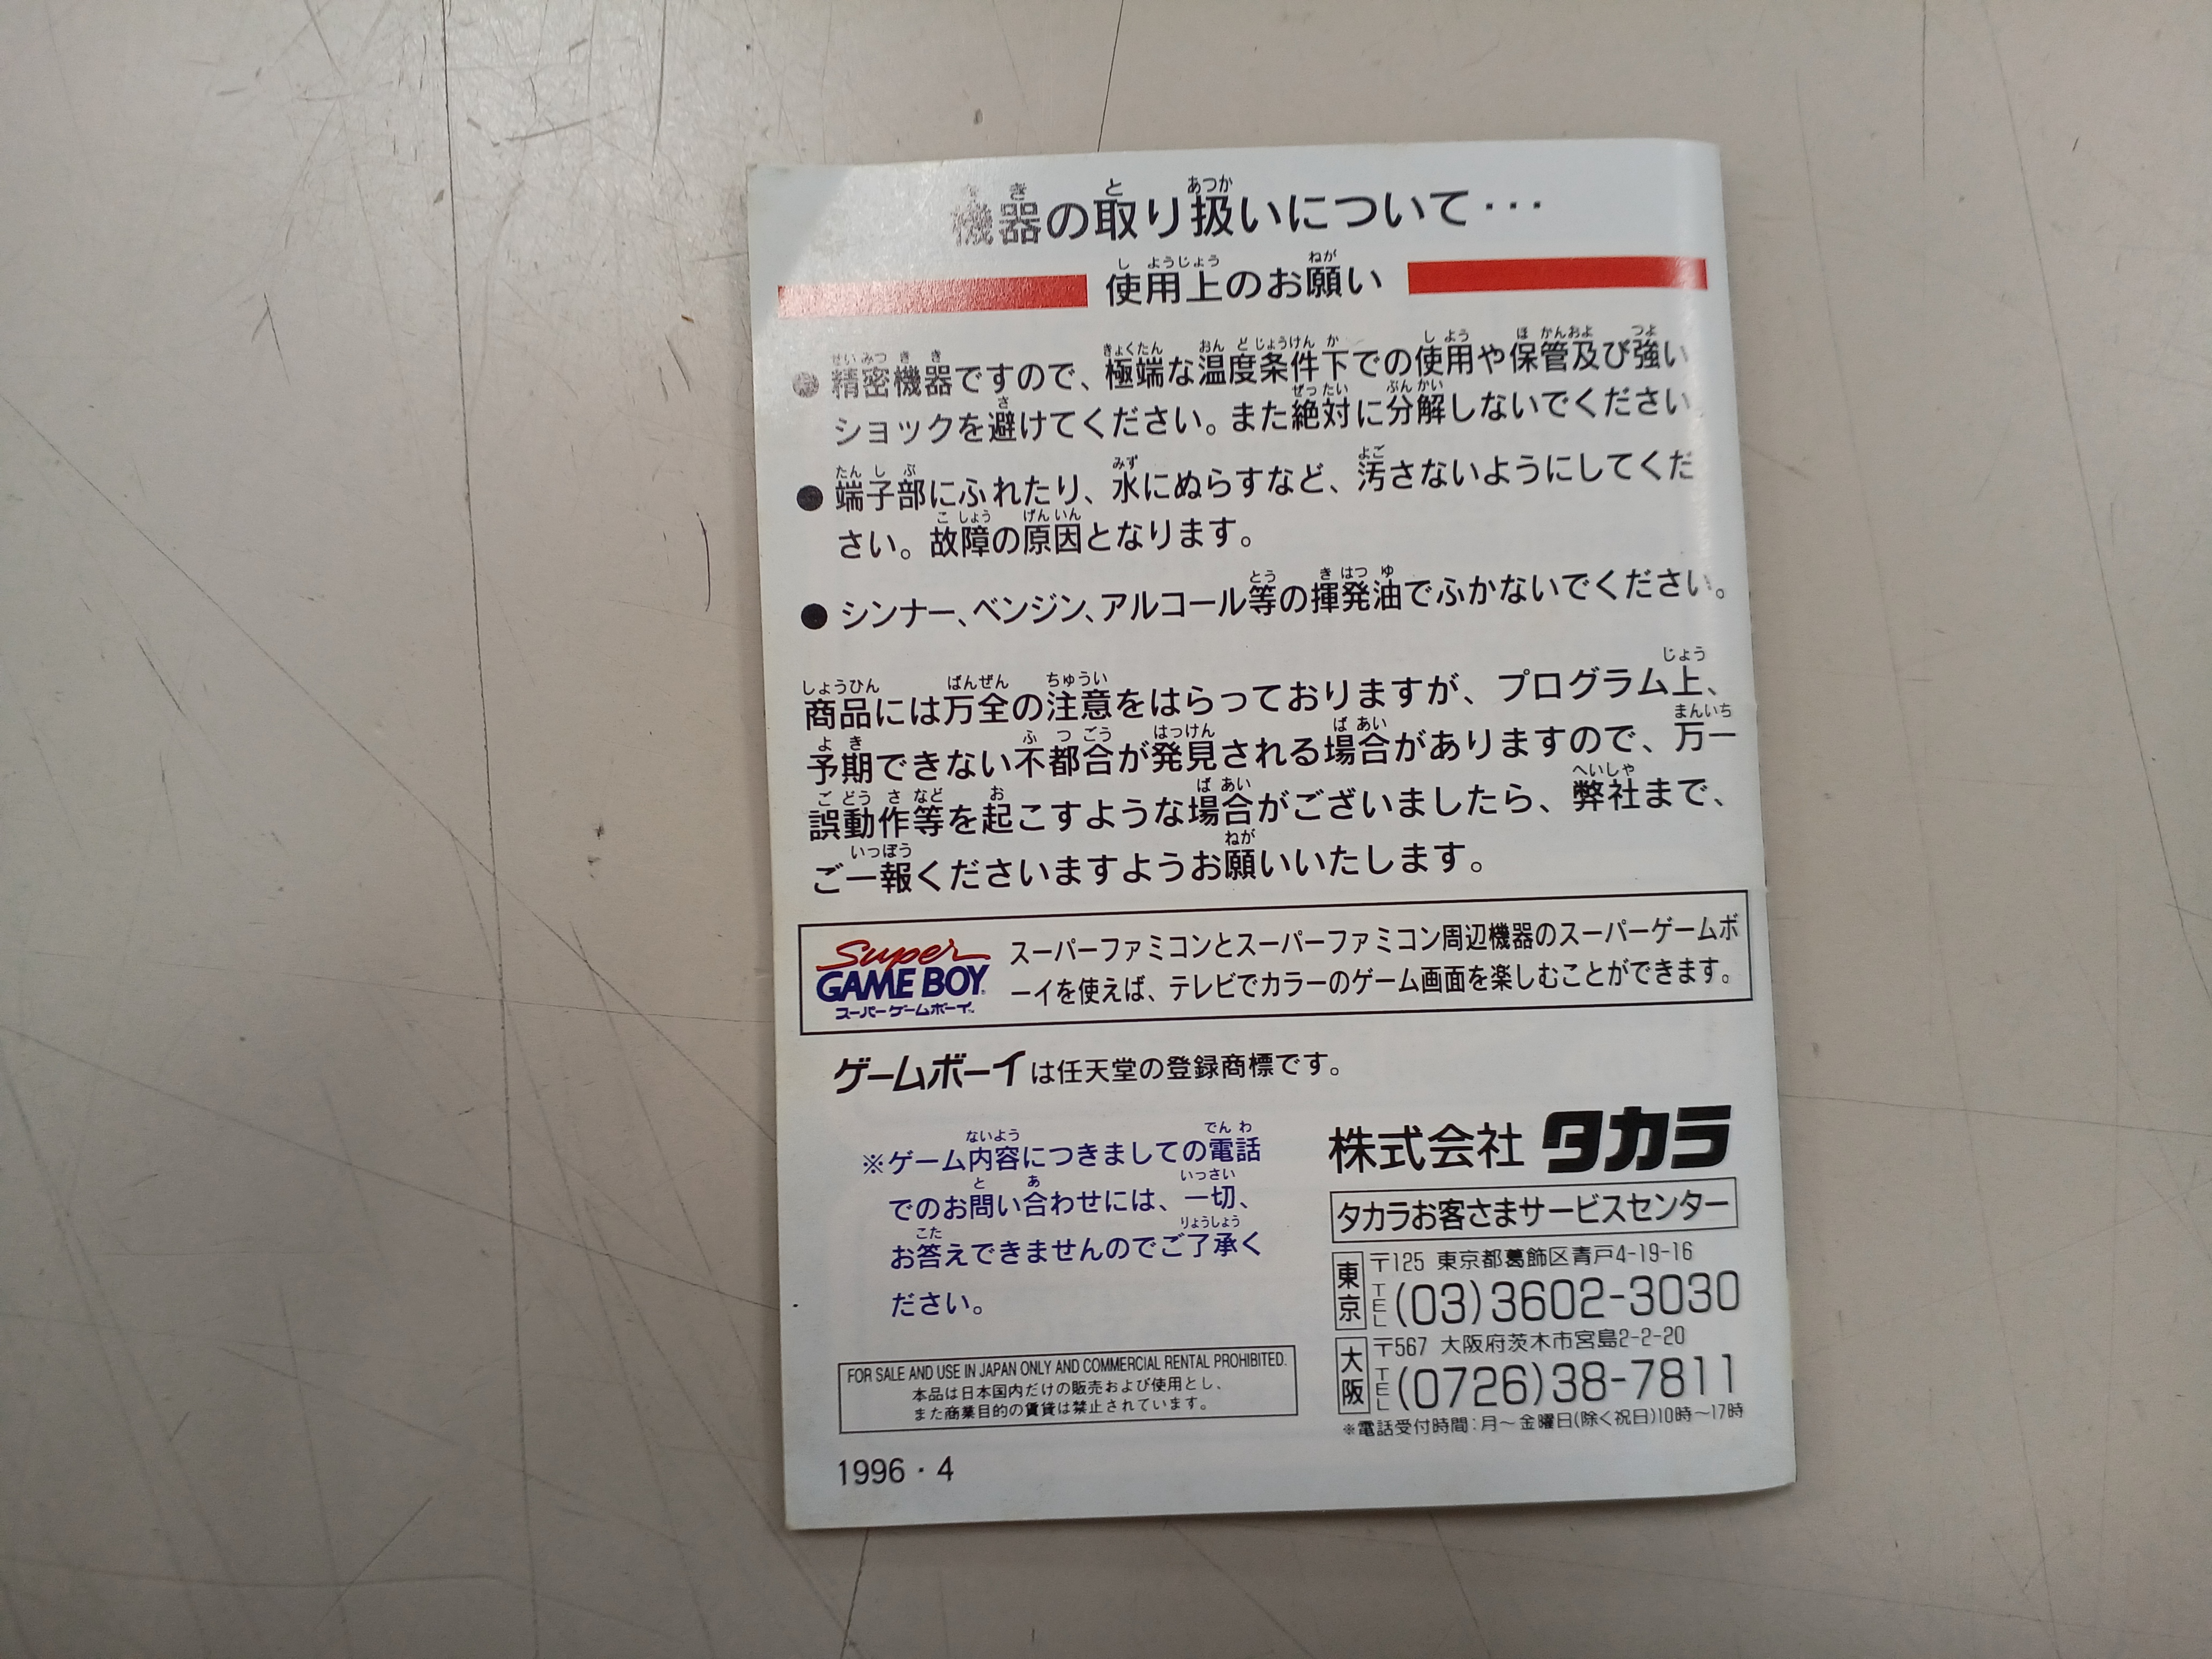 機器の取り扱いについて・・・
使用上のお願い
● 精密機器ですので、極端な温度条件下での使用や保管及び強い
ショックを避けてください。また絶対に分解しないでください。
● 端子部にふれたり、水にぬらすなど、汚さないようにしてくだ
さい。故障の原因となります。
● シンナー、ベンジン、アルコール等の揮発油でふかないでください。
商品には万全の注意をはらっておりますが、プログラム上、
予期できない不都合が発見される場合がありますので、万一
誤動作等を起こすような場合がございましたら、弊社まで、
ご一報くださいますようお願いいたします。
Super
GAME BOY
スーパーゲームボーイ™
スーパーファミコンとスーパーファミコン周辺機器のスーパーゲームボ
ーイを使えば、テレビでカラーのゲーム画面を楽しむことができます。
ゲームボーイは任天堂の登録商標です。
※ゲーム内容につきましての電話
でのお問い合わせには、一切、
お答えできませんのでご了承く
ださい。
FOR SALE AND USE IN JAPAN ONLY AND COMMERCIAL RENTAL PROHIBITED.
本品は日本国内だけの販売および使用とし、
また商業目的の賃貸は禁止されています。
1996・4
株式会社 タカラ
タカラお客さまサービスセンター
東京 〒125 東京都葛飾区青戸4-19-16
TEL (03)3602-3030
大阪 〒567 大阪府茨木市宮島2-2-20
TEL (0726)38-7811
※電話受付時間：月〜金曜日(除く祝日)10時〜17時